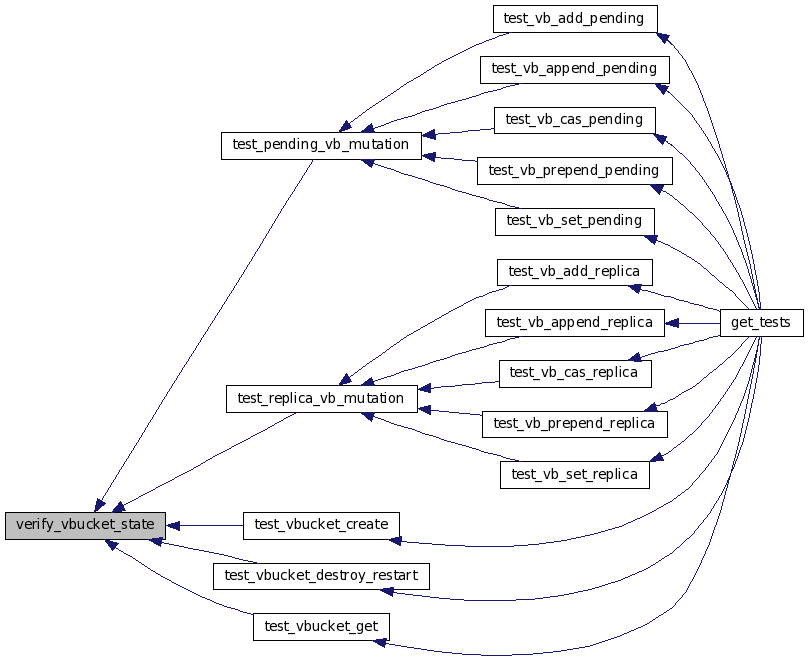 test_vb_add_pending
test_vb_append_pending
test_vb_cas_pending
test_pending_vb_mutation
test_vb_prepend_pending
test_vb_set_pending
test_vb_add_replica
test_vb_append_replica
get_tests
test_vb_cas_replica
test_replica_vb_mutation
test_vb_prepend_replica
test_vb_set_replica
verify_vbucket_state
test_vbucket_create
test_vbucket_destroy_restart
test_vbucket_get